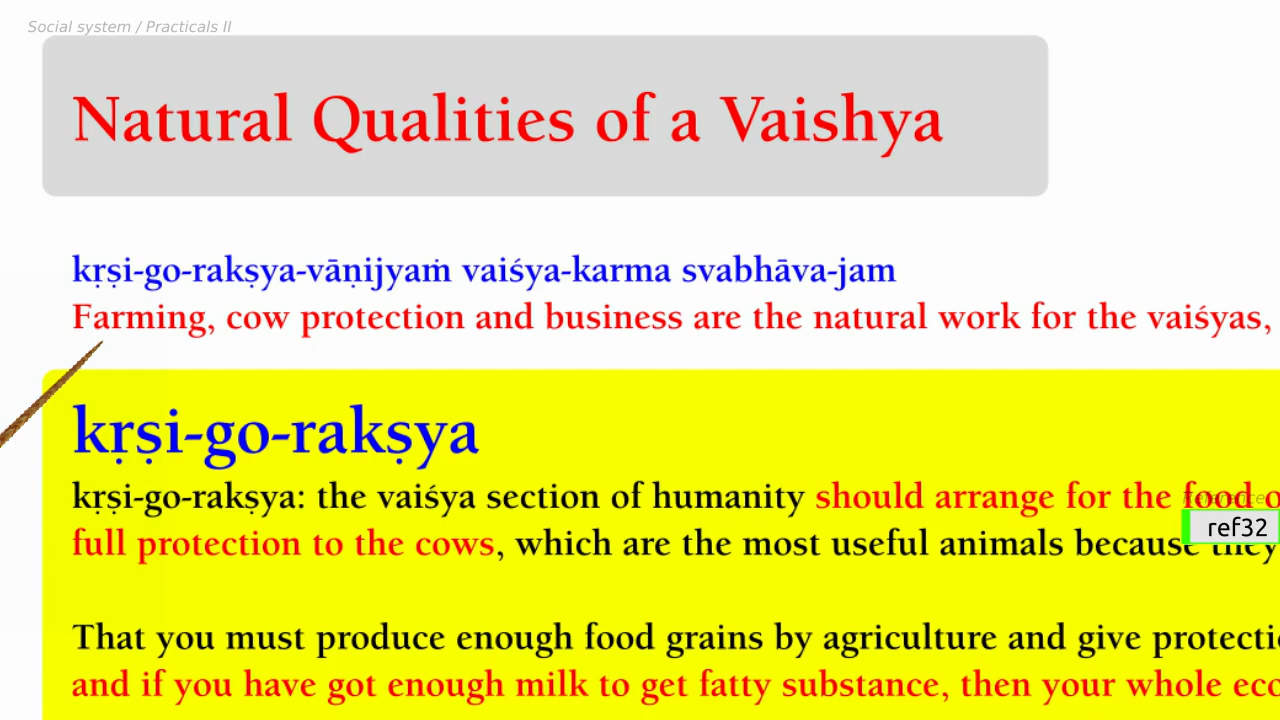 Social system / Practicals II
Natural Qualities of a Vaishya
kṛṣi-go-rakṣya-vāṇijyaṁ vaiśya-karma svabhāva-jam
Farming, cow protection and business are the natural work for the vaiśyas,
kṛṣi-go-rakṣya
kṛṣi-go-rakṣya: the vaiśya section of humanity should arrange for the food
Reference
ref32
full protection to the cows, which are the most useful animals because they
That you must produce enough food grains by agriculture and give
and if you have got enough milk to get fatty substance, then your whole